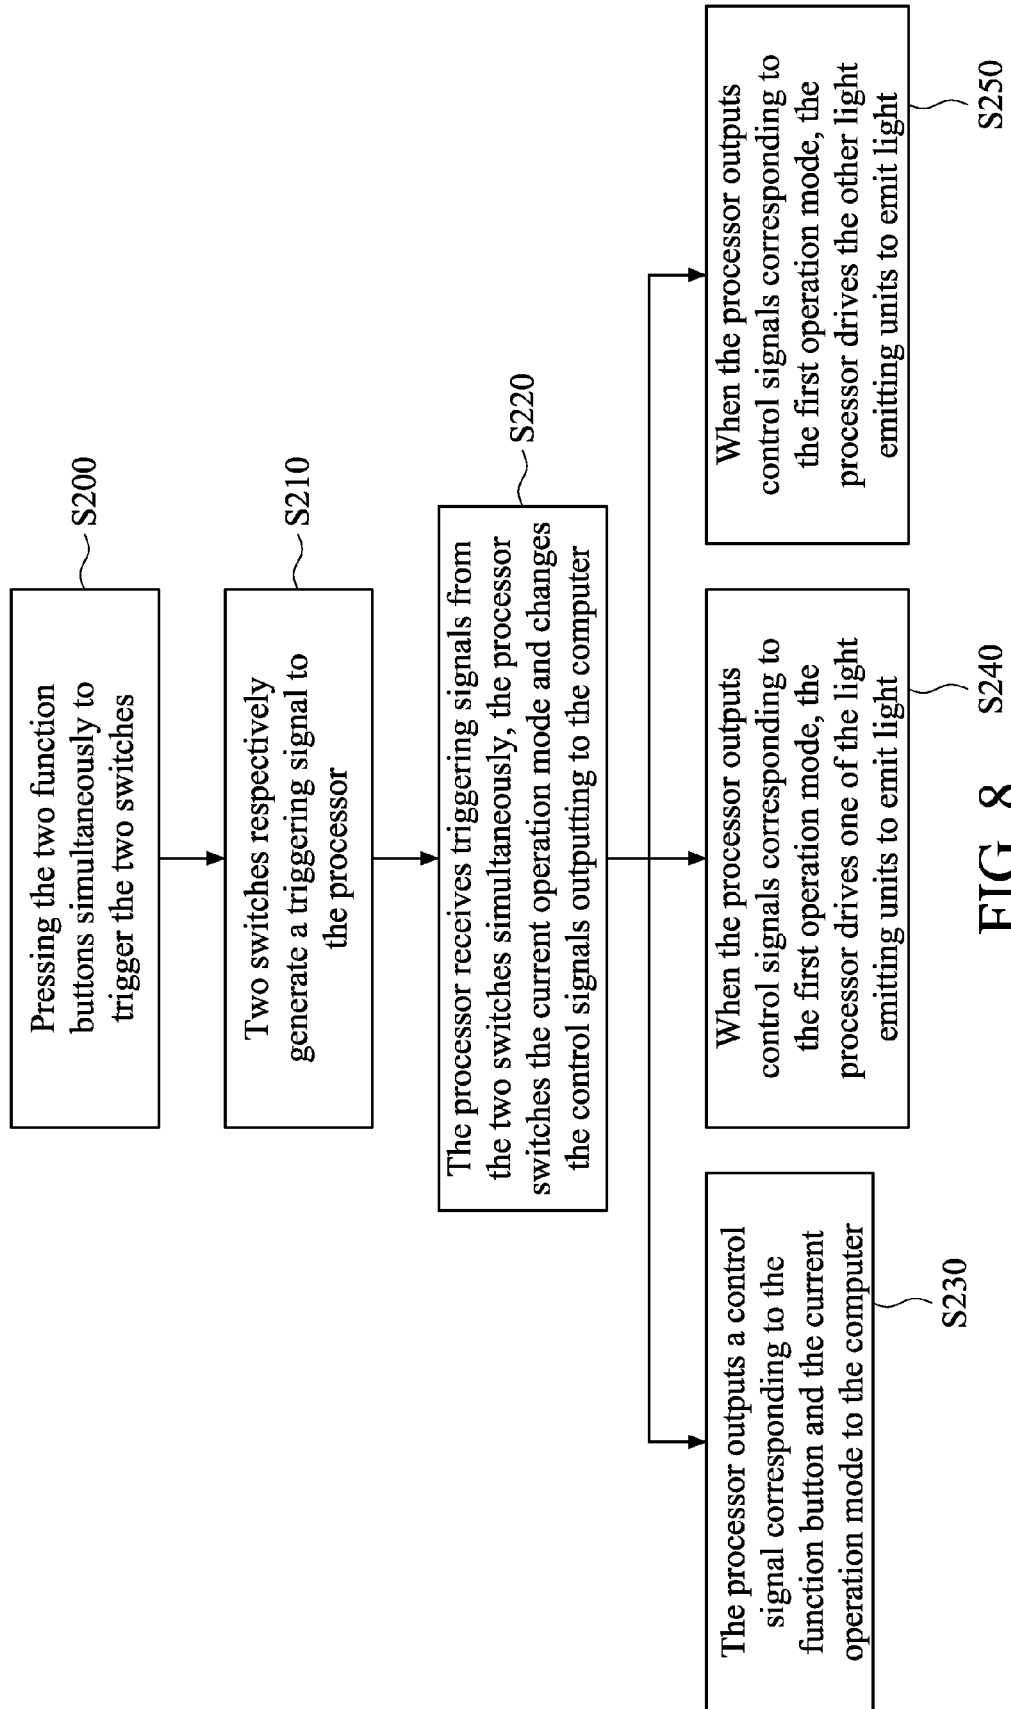 Pressing the two function
buttons simultaneously to
trigger the two switches
S200
Two switches respectively
generate a triggering signal to
the processor
S210
The processor receives triggering signals from
the two switches simultaneously, the processor
switches the current operation mode and changes
the control signals outputting to the computer
S220
The processor outputs a control
signal corresponding to the
function button and the current
operation mode to the computer
S230
When the processor outputs
control signals corresponding to
the first operation mode, the
processor drives one of the light
emitting units to emit light
S240
When the processor outputs
control signals corresponding to
the first operation mode, the
processor drives the other light
emitting units to emit light
S250
FIG. 8